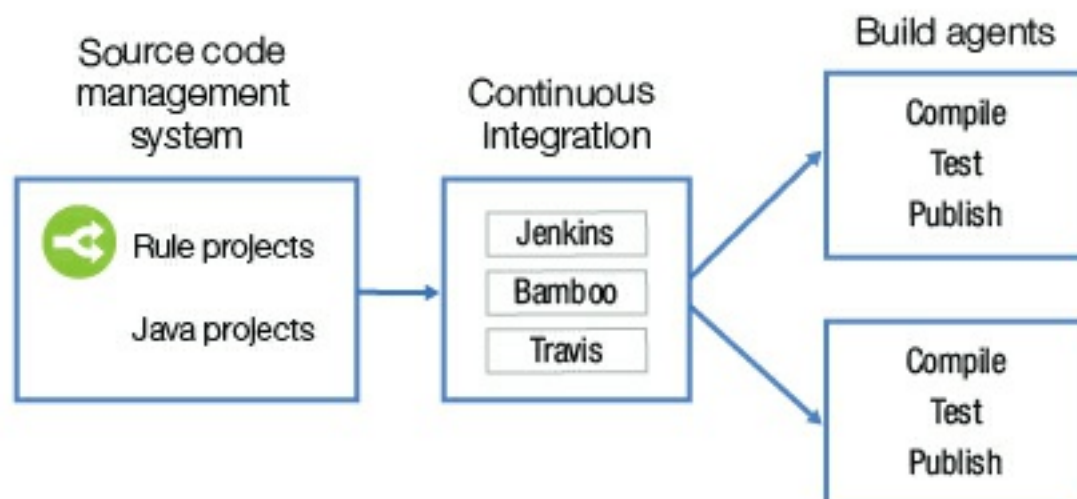 Source code
management
system
Rule projects
Java projects
Continuous
Integration
Jenkins
Bamboo
Travis
Build agents
Compile
Test
Publish
Compile
Test
Publish